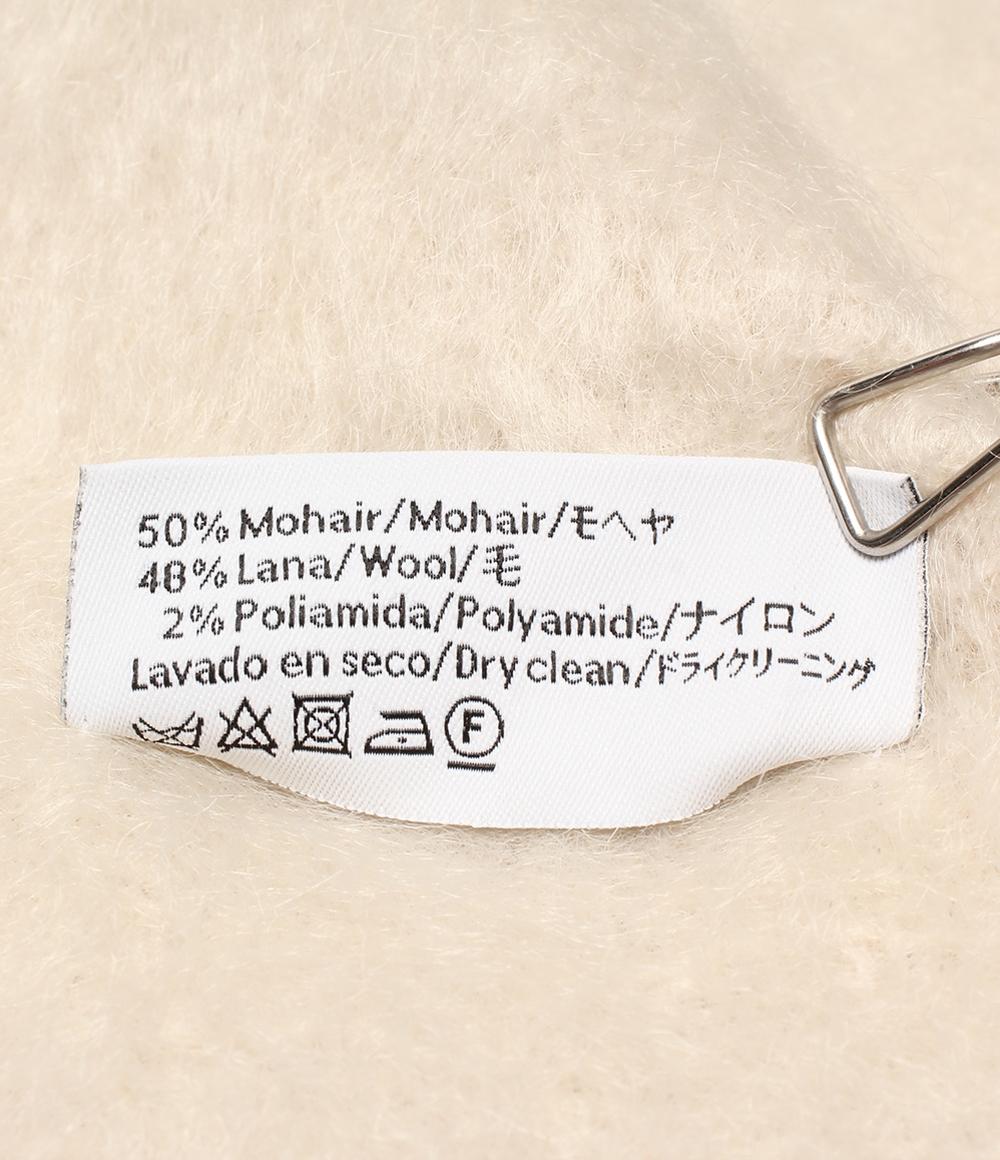 50% Mohair/Mohair/モヘヤ
48% Lana/Wool/毛
2% Poliamida/Polyamide/ナイロン
Lavado en seco/Dry clean/ドライクリーニング
F